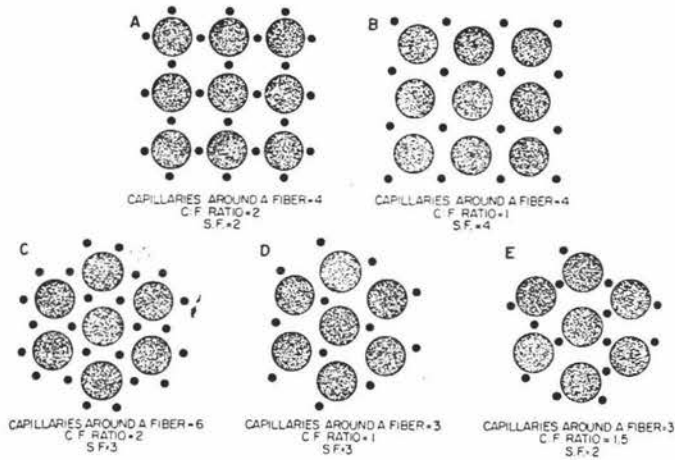 A
B
CAPILLARIES AROUND A FIBER=4
C:F RATIO=2
S.F.=2
CAPILLARIES AROUND A FIBER=4
C:F RATIO=1
S.F.=4
C
D
E
CAPILLARIES AROUND A FIBER=6
C:F RATIO=2
S.F.=3
CAPILLARIES AROUND A FIBER=3
C:F RATIO=1
S.F.=3
CAPILLARIES AROUND A FIBER=3
C:F RATIO=1.5
S.F.=2